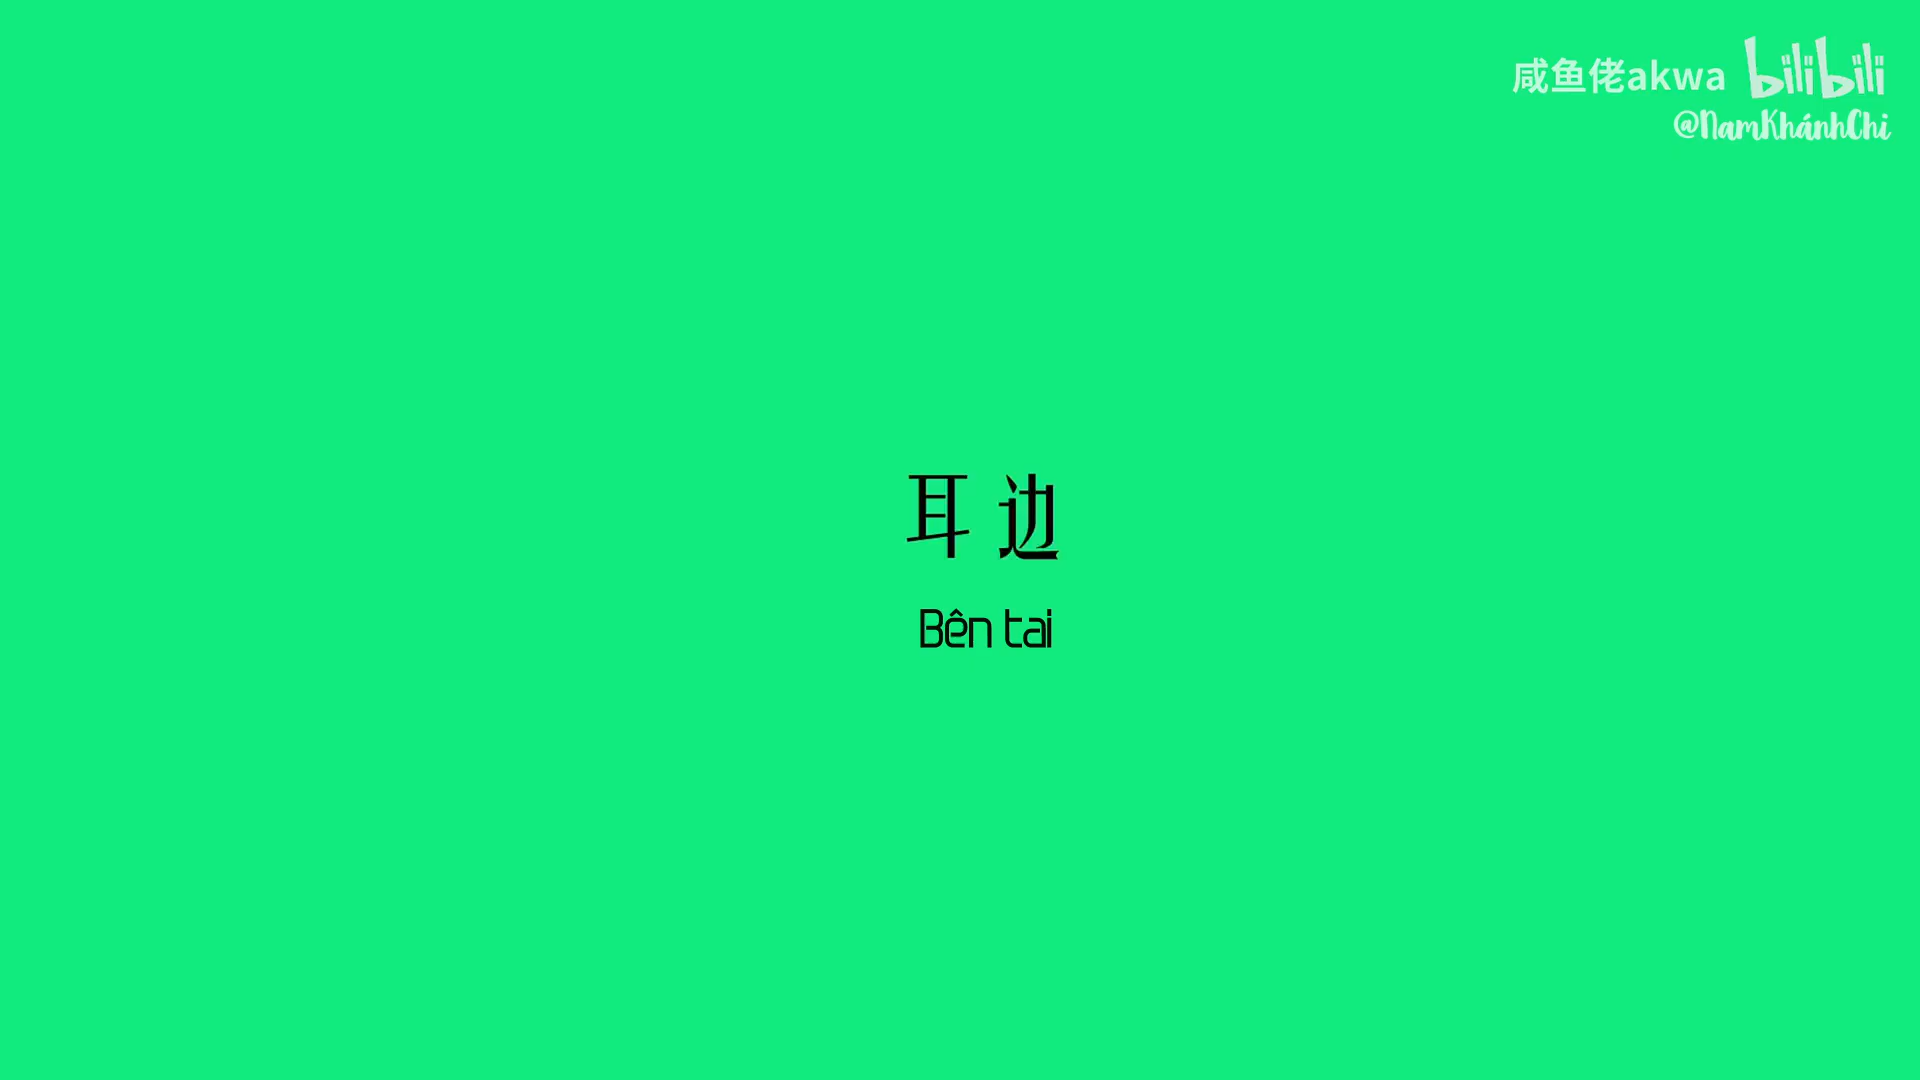 咸鱼佬akwa bilibili
@NamKhánhChi
耳边
Bên tai